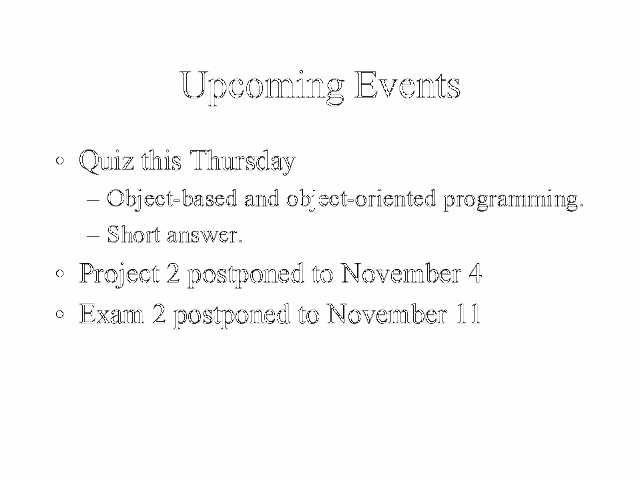 Upcoming Events
• Quiz this Thursday
– Object-based and object-oriented programming.
– Short answer.
• Project 2 postponed to November 4
• Exam 2 postponed to November 11